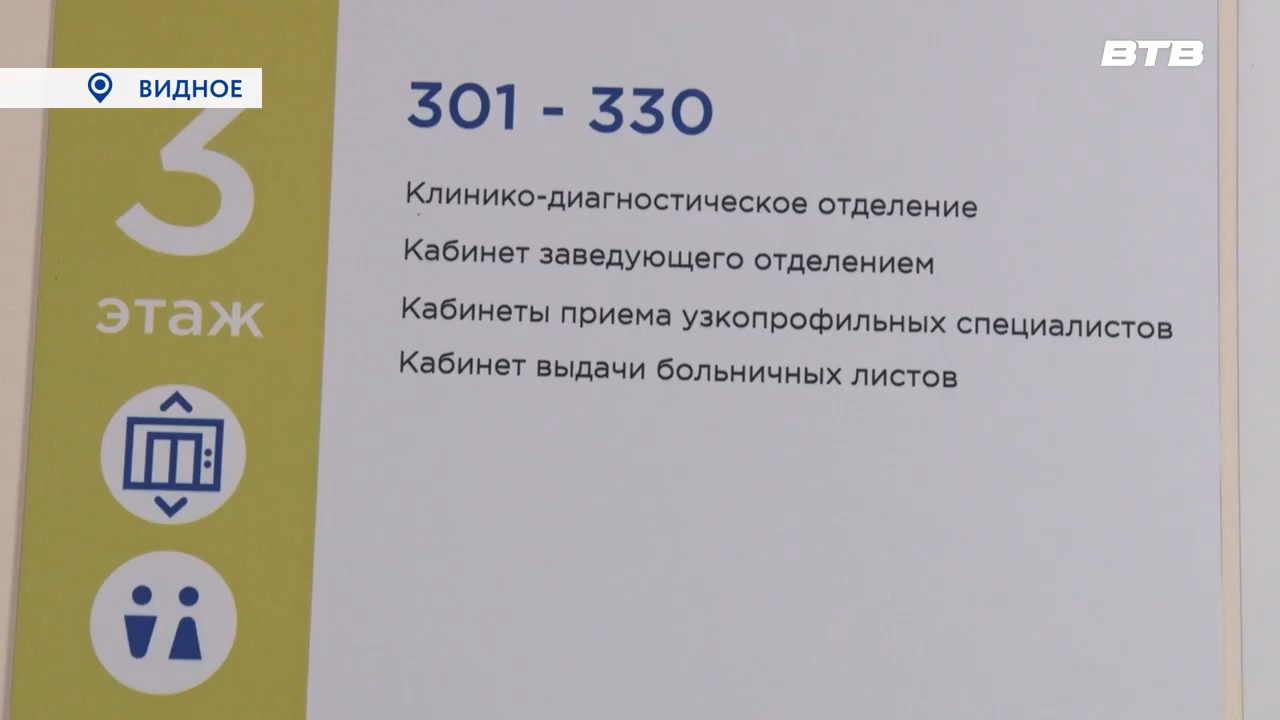 ВИДНОЕ
ВТВ
3
этаж
301 - 330
Клинико-диагностическое отделение
Кабинет заведующего отделением
Кабинеты приема узкопрофильных специалистов
Кабинет выдачи больничных листов